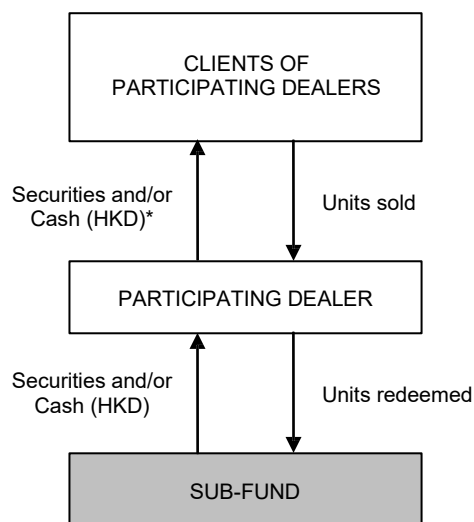 CLIENTS OF
PARTICIPATING DEALERS
Securities and/or
Cash (HKD)*
Units sold
PARTICIPATING DEALER
Securities and/or
Cash (HKD)
Units redeemed
SUB-FUND